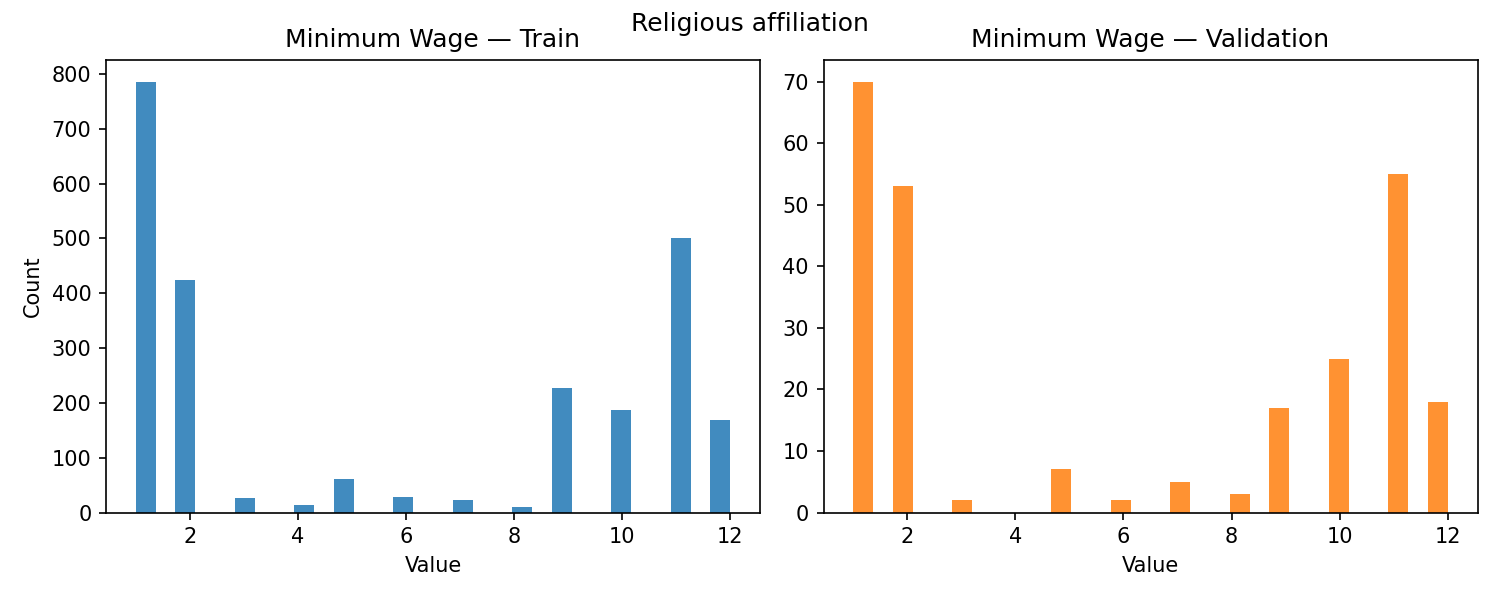 Religious affiliation
Minimum Wage — Train
Minimum Wage — Validation
800
700
600
500
400
300
200
100
0
Count
2 4 6 8 10 12
Value
70
60
50
40
30
20
10
0
2 4 6 8 10 12
Value